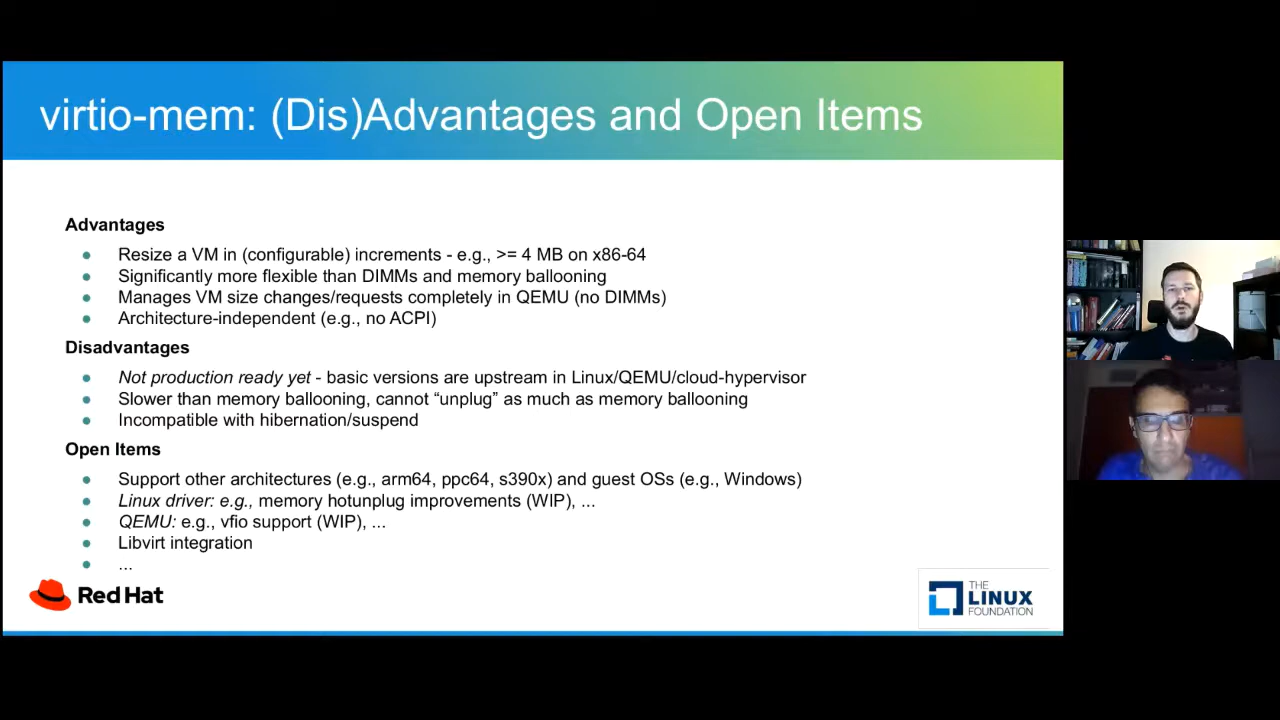 virtio-mem: (Dis)Advantages and Open Items
Advantages
● Resize a VM in (configurable) increments - e.g., >= 4 MB on x86-64
● Significantly more flexible than DIMMs and memory ballooning
● Manages VM size changes/requests completely in QEMU (no DIMMs)
● Architecture-independent (e.g., no ACPI)
Disadvantages
● Not production ready yet - basic versions are upstream in Linux/QEMU/cloud-hypervisor
● Slower than memory ballooning, cannot “unplug” as much as memory ballooning
● Incompatible with hibernation/suspend
Open Items
● Support other architectures (e.g., arm64, ppc64, s390x) and guest OSs (e.g., Windows)
● Linux driver: e.g., memory hotunplug improvements (WIP), ...
● QEMU: e.g., vfio support (WIP), ...
● Libvirt integration
● ...
Red Hat
THE
LINUX
FOUNDATION